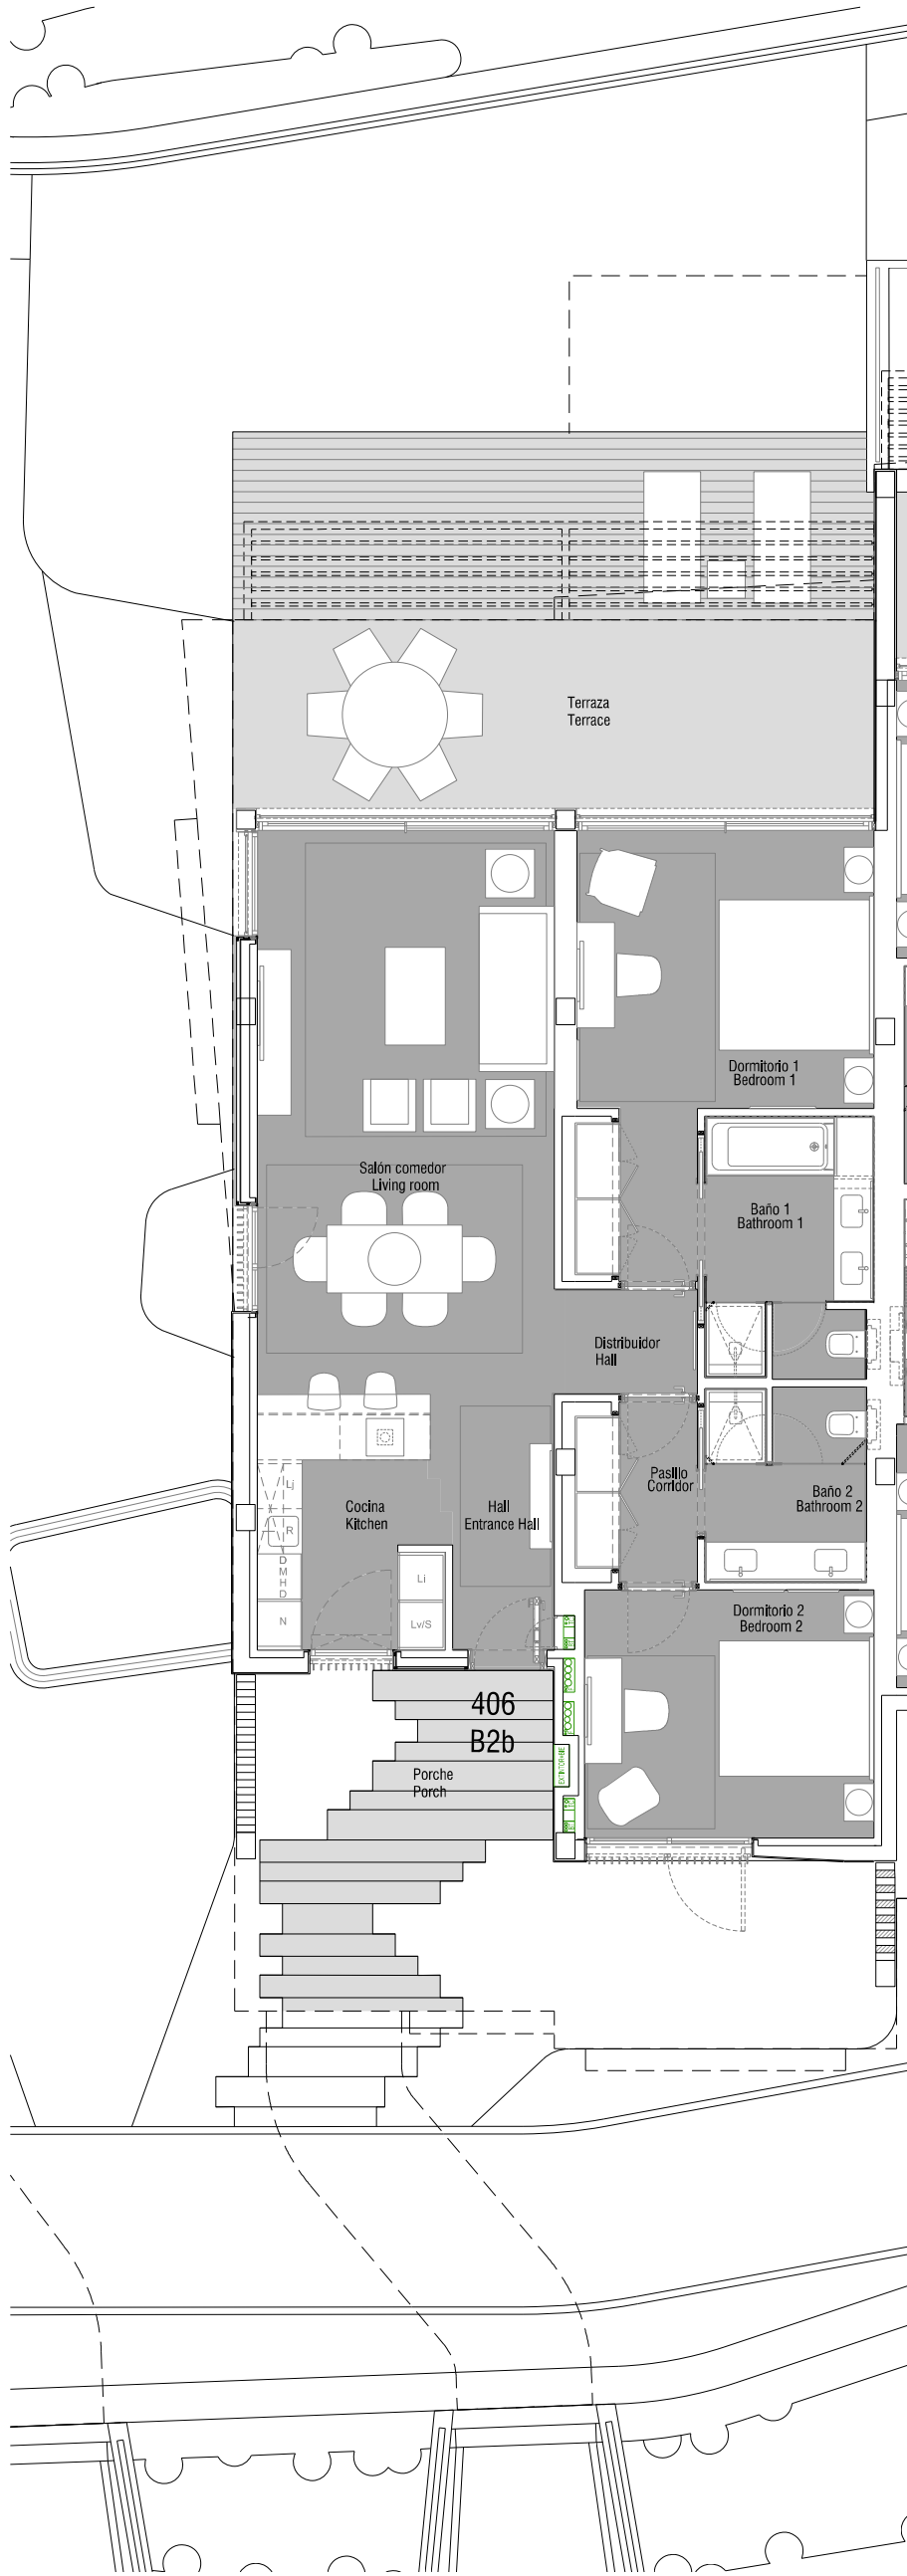 Terraza
Terrace
Dormitorio 1
Bedroom 1
Salón comedor
Living room
Baño 1
Bathroom 1
Distribuidor
Hall
Pasillo
Corridor
Lj
Baño 2
Bathroom 2
Cocina
Kitchen
Hall
Entrance Hall
R
D
M
H
D
Li
N
Lv/S
Dormitorio 2
Bedroom 2
406
B2b
Porche
Porch